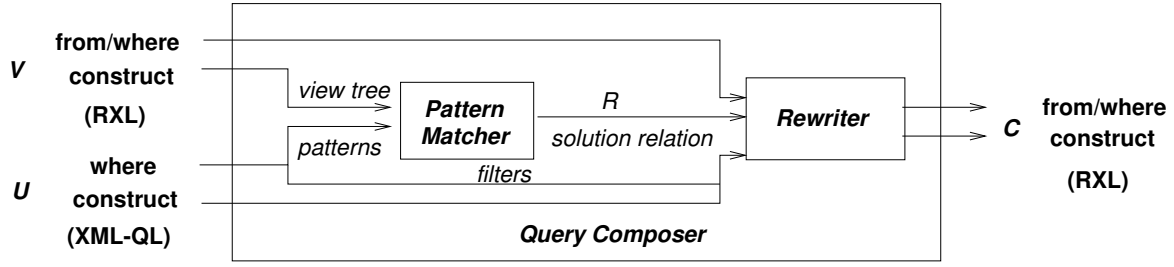 V
from/where
construct
(RXL)
U
where
construct
(XML-QL)
view tree
patterns
Pattern
Matcher
R
solution relation
filters
Rewriter
Query Composer
C
from/where
construct
(RXL)